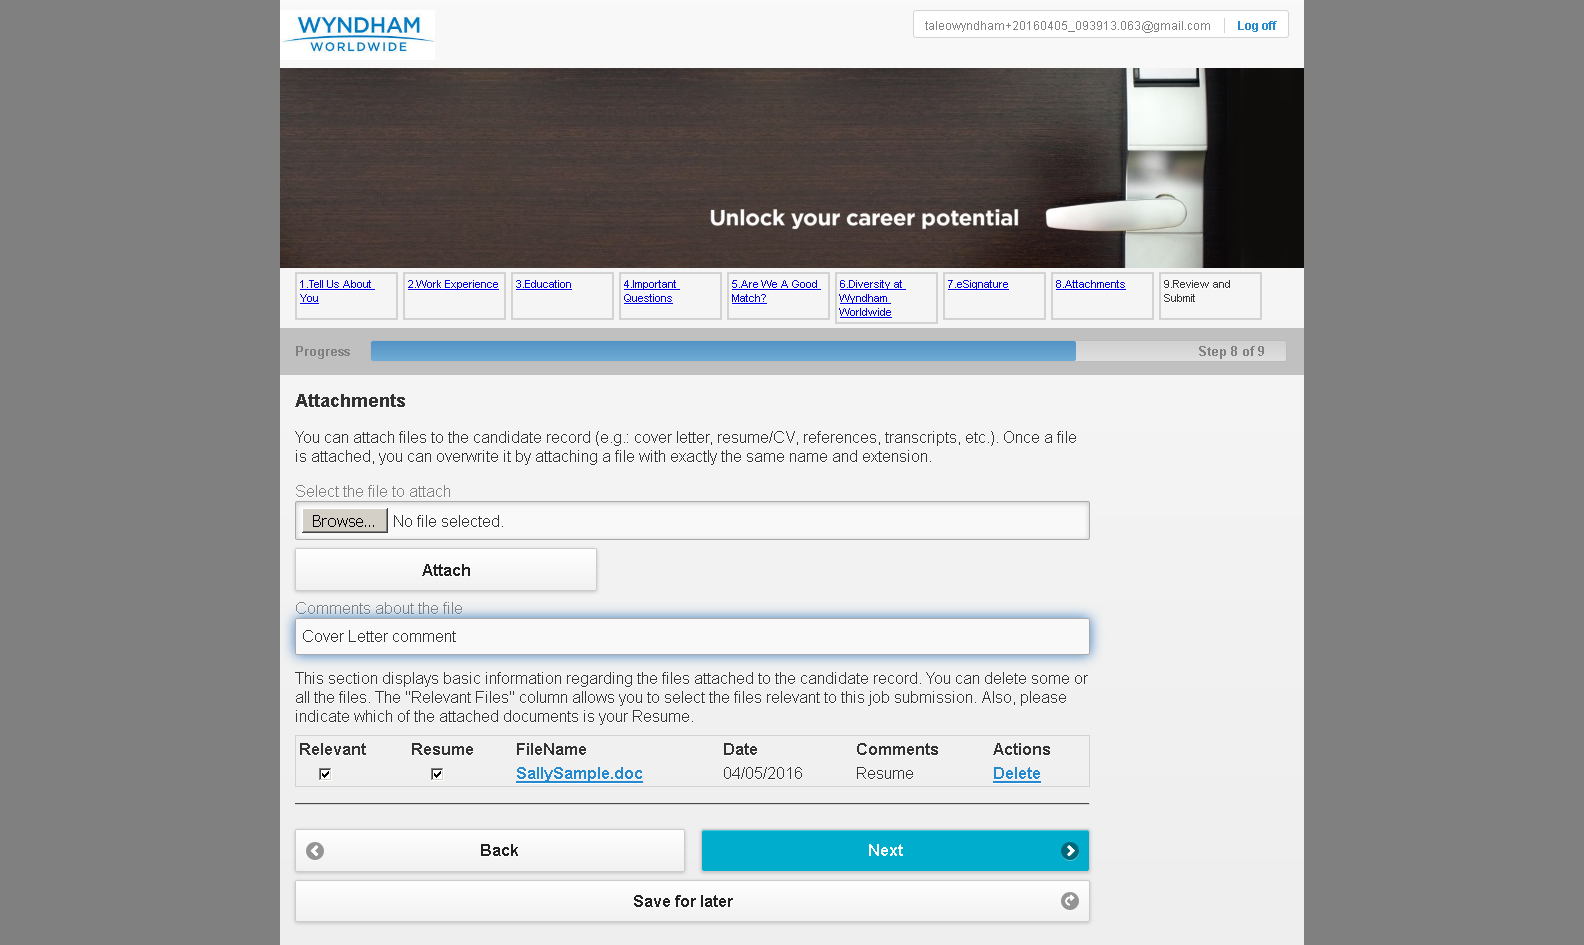 WYNDHAM
WORLDWIDE
taleowyndham+20160405_093913.063@gmail.com Log off
Unlock your career potential
1.Tell Us About You
2.Work Experience
3.Education
4.Important Questions
5.Are We A Good Match?
6.Diversity at Wyndham Worldwide
7.eSignature
8.Attachments
9.Review and Submit
Progress Step 8 of 9
Attachments
You can attach files to the candidate record (e.g.: cover letter, resume/CV, references, transcripts, etc.). Once a file
is attached, you can overwrite it by attaching a file with exactly the same name and extension.
Select the file to attach
Browse... No file selected.
Attach
Comments about the file
Cover Letter comment
This section displays basic information regarding the files attached to the candidate record. You can delete some or
all the files. The "Relevant Files" column allows you to select the files relevant to this job submission. Also, please
indicate which of the attached documents is your Resume.
Relevant Resume FileName Date Comments Actions
SallySample.doc 04/05/2016 Resume Delete
Back Next
Save for later